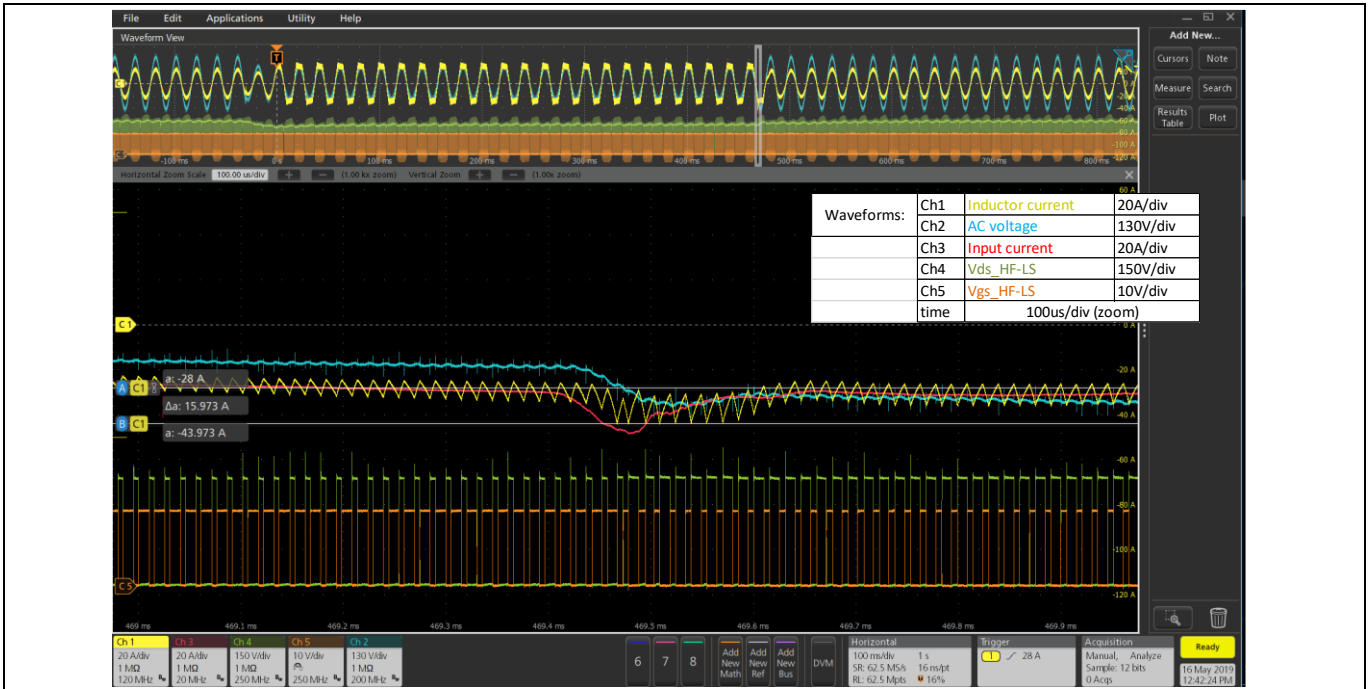 File Edit Applications Utility Help
Waveform View
Add New...
Cursors Note
Measure Search
Results Table Plot
T
C
-40 A
-60 A
-80 A
-100 A
-120 A
-100 ms 0 s 100 ms 200 ms 300 ms 400 ms 500 ms 600 ms 700 ms 800 ms
Horizontal Zoom Scale 100.00 us/div + − (1.00 kx zoom) Vertical Zoom + − (1.00x zoom)
60 A
Waveforms: Ch1 Inductor current 20A/div
Ch2 AC voltage 130V/div
Ch3 Input current 20A/div
Ch4 Vds_HF-LS 150V/div
Ch5 Vgs_HF-LS 10V/div
time 100us/div (zoom)
C 1
0 A
-20 A
a: -28 A
A C1
Δa: 15.973 A
-40 A
B C1
a: -43.973 A
-60 A
-80 A
-100 A
C 5
-120 A
469 ms 469.1 ms 469.2 ms 469.3 ms 469.4 ms 469.5 ms 469.6 ms 469.7 ms 469.8 ms 469.9 ms
Ch 1 Ch 3 Ch 4 Ch 5 Ch 2
20 A/div 20 A/div 150 V/div 10 V/div 130 V/div
1 MΩ 1 MΩ 1 MΩ 1 MΩ
120 MHz 20 MHz 250 MHz 250 MHz 200 MHz
6 7 8
Add New Math
Add New Ref
Add New Bus
DVM
Horizontal
100 ms/div 1 s
SR: 62.5 MS/s 16 ns/pt
RL: 62.5 Mpts 16%
Trigger
1 28 A
Acquisition
Manual, Analyze
Sample: 12 bits
0 Acqs
Ready
16 May 2019
12:42:24 PM